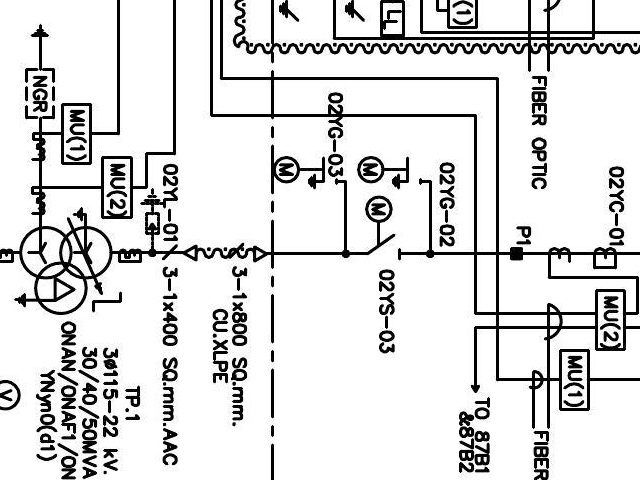 (1)
LL
FIBER OPTIC
02YC-01
P1
MU(2)
MU(1)
FIBER
TO 87B1
&87B2
02YG-02
02YG-03
M
M
M
02YS-03
3-1x800 SQ.mm.
CU.XLPE
02YL-01
3-1x400 SQ.mm.AAC
NGR
MU(1)
MU(2)
TP.1
3ø115-22 kV.
30/40/50MVA
ONAN/ONAF1/ON
YNyn0(d1)
V